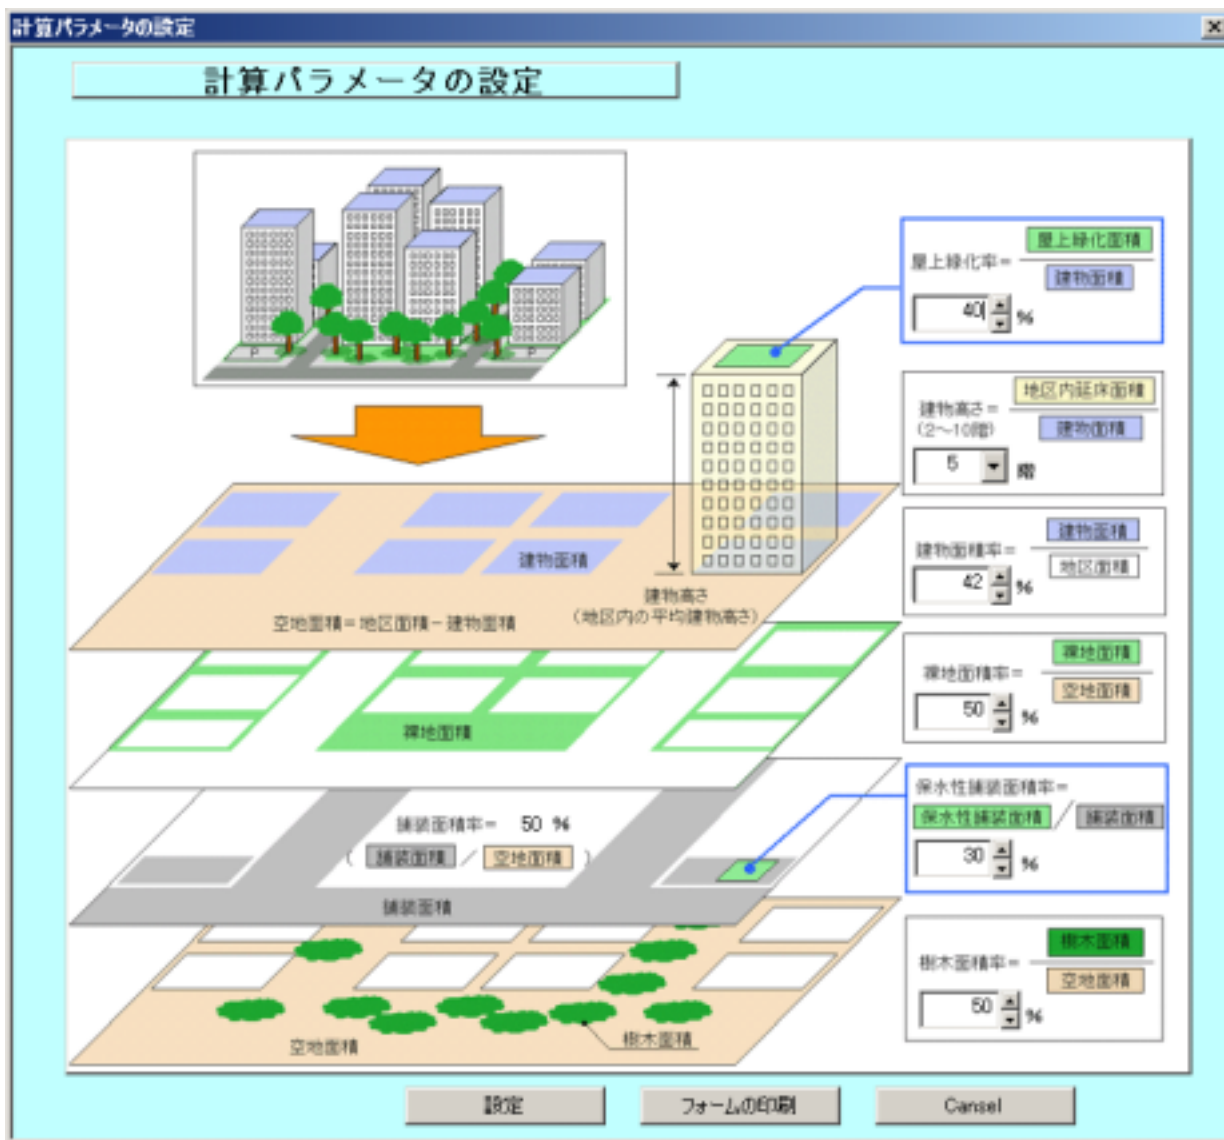 計算パラメータの設定
計算パラメータの設定
P
P
屋上緑化率=
屋上緑化面積
建物面積
40
%
建物高さ=
(2~10階)
地区内延床面積
建物面積
5
階
建物面積
建物高さ
(地区内の平均建物高さ)
空地面積=地区面積-建物面積
建物面積率=
建物面積
地区面積
42
%
裸地面積
裸地面積率=
裸地面積
空地面積
50
%
舗装面積率= 50 %
( 舗装面積 / 空地面積 )
舗装面積
保水性舗装面積率=
保水性舗装面積 / 舗装面積
30
%
空地面積
樹木面積
樹木面積率=
樹木面積
空地面積
50
%
設定
フォームの印刷
Cansel